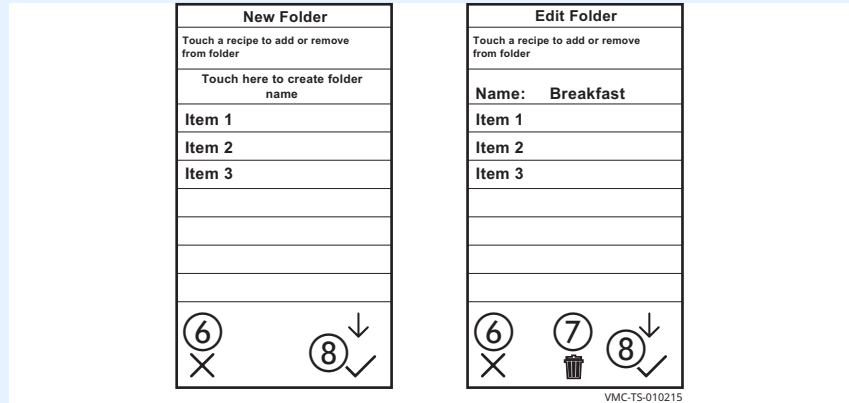 New Folder
Touch a recipe to add or remove
from folder
Touch here to create folder
name
Item 1
Item 2
Item 3
6
8
Edit Folder
Touch a recipe to add or remove
from folder
Name: Breakfast
Item 1
Item 2
Item 3
6
7
8
VMC-TS-010215